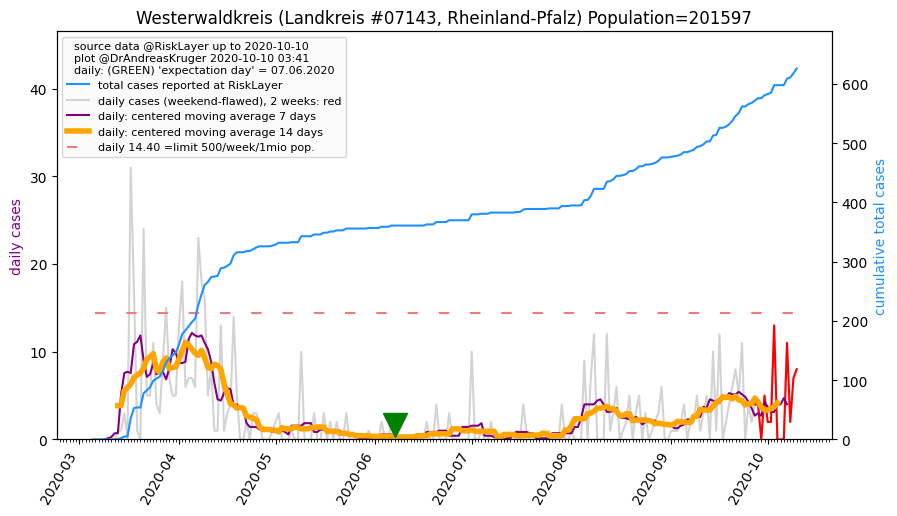 Westerwaldkreis (Landkreis #07143, Rheinland-Pfalz) Population=201597
source data @RiskLayer up to 2020-10-10
plot @DrAndreasKruger 2020-10-10 03:41
daily: (GREEN) 'expectation day' = 07.06.2020
total cases reported at RiskLayer
daily cases (weekend-flawed), 2 weeks: red
daily: centered moving average 7 days
daily: centered moving average 14 days
daily 14.40 =limit 500/week/1mio pop.
daily cases
40
30
20
10
0
cumulative total cases
600
500
400
300
200
100
0
2020-03
2020-04
2020-05
2020-06
2020-07
2020-08
2020-09
2020-10